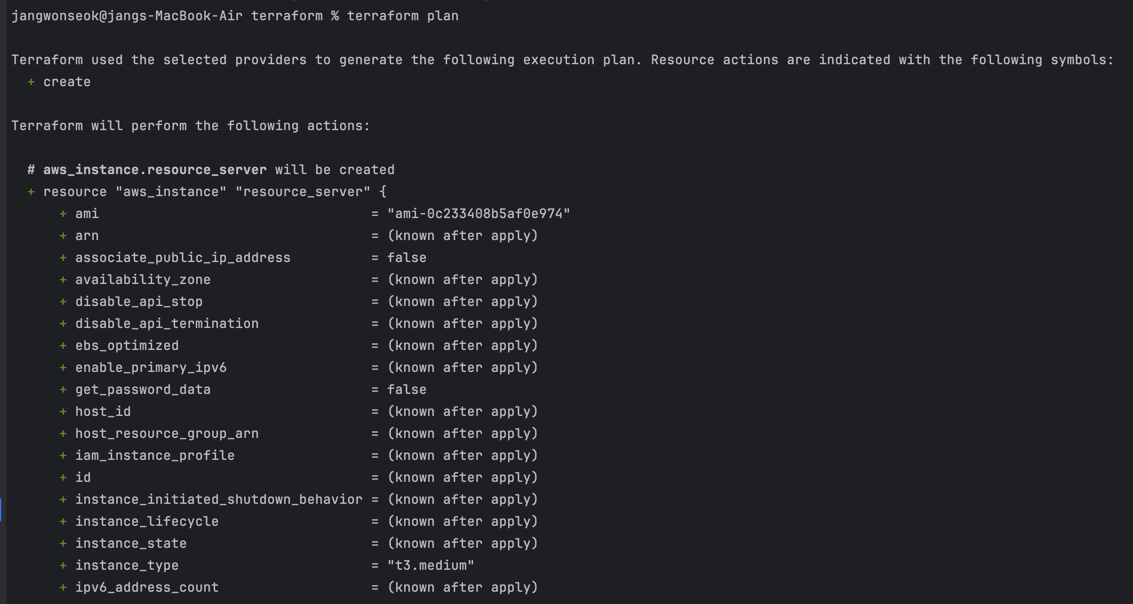 jangwonseok@jangs-MacBook-Air terraform % terraform plan
Terraform used the selected providers to generate the following execution plan. Resource actions are indicated with the following symbols:
  + create
Terraform will perform the following actions:
  # aws_instance.resource_server will be created
  + resource "aws_instance" "resource_server" {
      + ami                                  = "ami-0c233408b5af0e974"
      + arn                                  = (known after apply)
      + associate_public_ip_address          = false
      + availability_zone                    = (known after apply)
      + disable_api_stop                     = (known after apply)
      + disable_api_termination              = (known after apply)
      + ebs_optimized                        = (known after apply)
      + enable_primary_ipv6                  = (known after apply)
      + get_password_data                    = false
      + host_id                              = (known after apply)
      + host_resource_group_arn              = (known after apply)
      + iam_instance_profile                 = (known after apply)
      + id                                   = (known after apply)
      + instance_initiated_shutdown_behavior = (known after apply)
      + instance_lifecycle                   = (known after apply)
      + instance_state                       = (known after apply)
      + instance_type                        = "t3.medium"
      + ipv6_address_count                   = (known after apply)